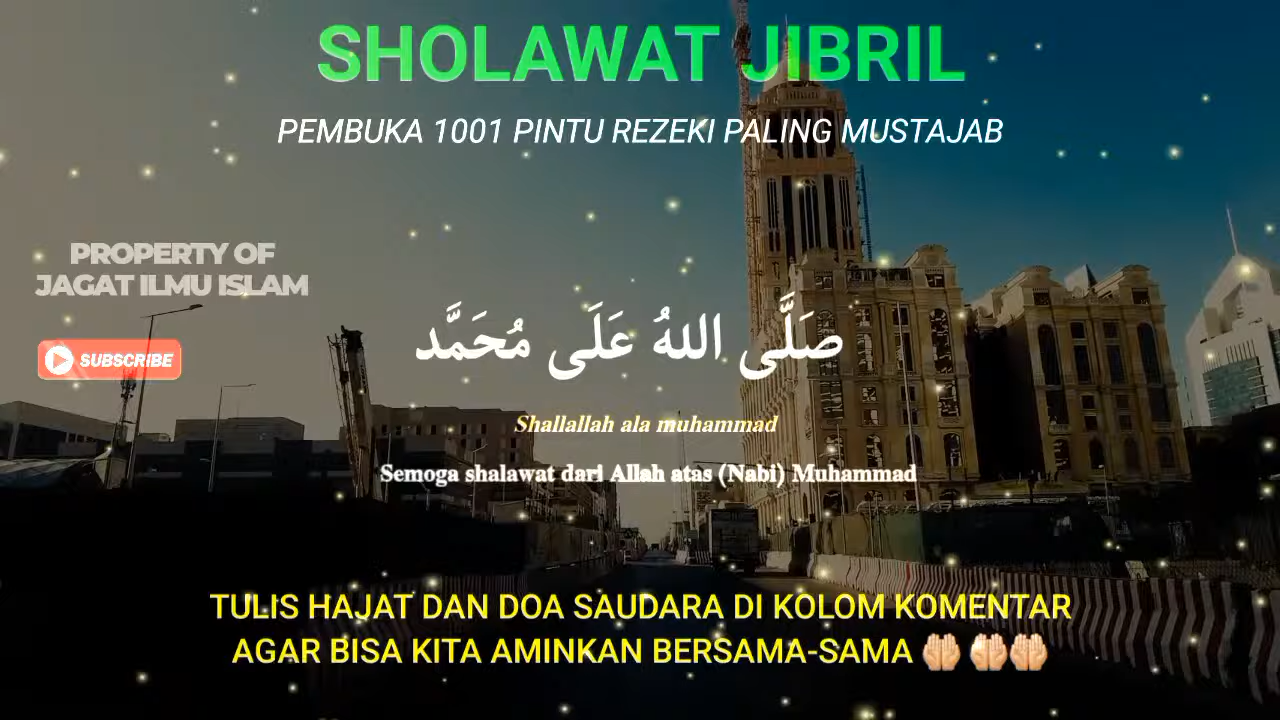 SHOLAWAT JIBRIL
PEMBUKA 1001 PINTU REZEKI PALING MUSTAJAB
PROPERTY OF
JAGAT ILMU ISLAM
SUBSCRIBE
صَلَّى اللهُ عَلَى مُحَمَّد
Shallallah ala muhammad
Semoga shalawat dari Allah atas (Nabi) Muhammad
TULIS HAJAT DAN DOA SAUDARA DI KOLOM KOMENTAR
AGAR BISA KITA AMINKAN BERSAMA-SAMA 🤲🏻 🤲🏻🤲🏻